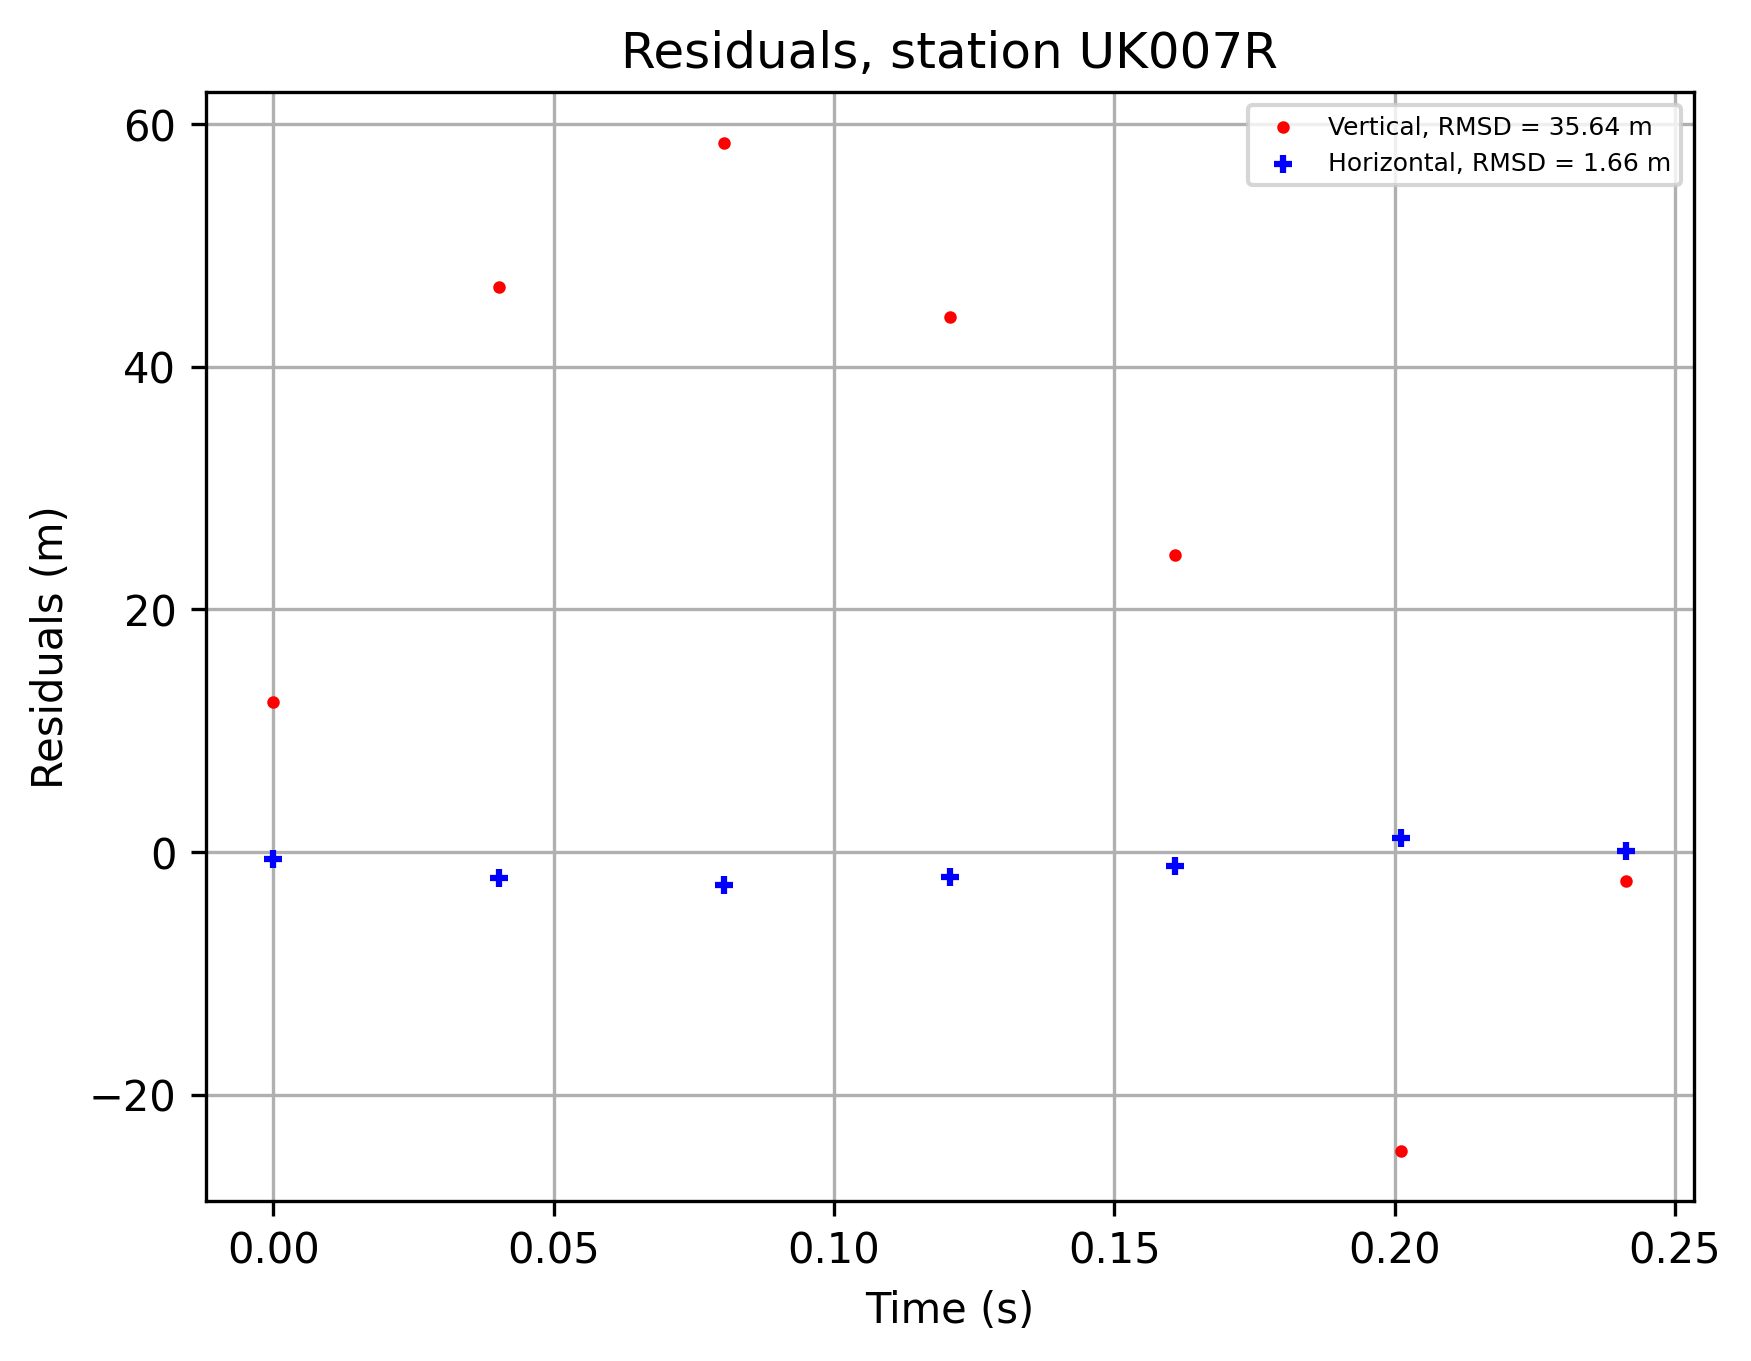 Residuals, station UK007R
Vertical, RMSD = 35.64 m
Horizontal, RMSD = 1.66 m
60
40
20
0
−20
Residuals (m)
0.00 0.05 0.10 0.15 0.20 0.25
Time (s)